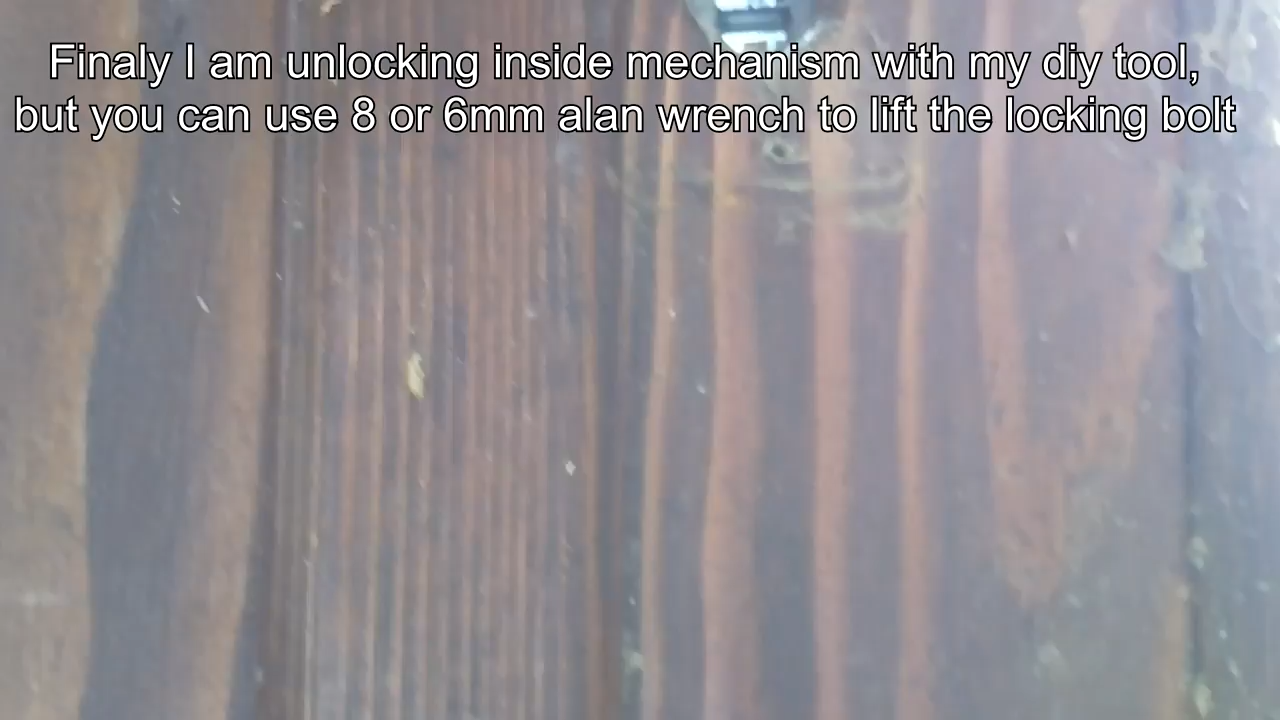 Finaly I am unlocking inside mechanism with my diy tool,
but you can use 8 or 6mm alan wrench to lift the locking bolt